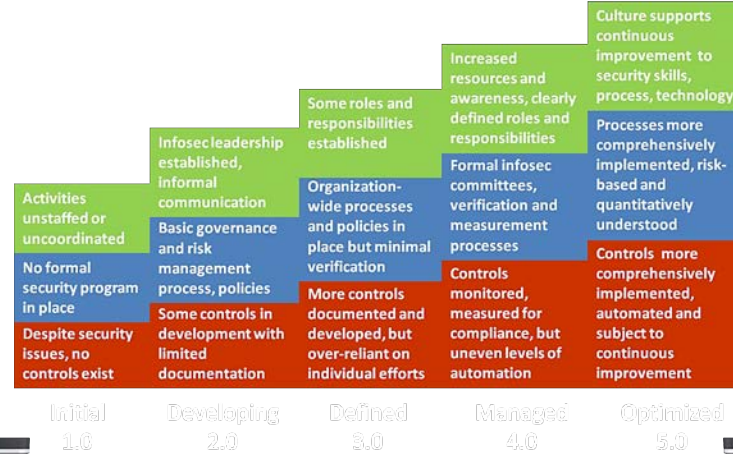 Activities
unstaffed or
uncoordinated
No formal
security program
in place
Despite security
issues, no
controls exist
Infosec leadership
established,
informal
communication
Basic governance
and risk
management
process, policies
Some controls in
development with
limited
documentation
Some roles and
responsibilities
established
Organization-
wide processes
and policies in
place but minimal
verification
More controls
documented and
developed, but
over-reliant on
individual efforts
Increased
resources and
awareness, clearly
defined roles and
responsibilities
Formal infosec
committees,
verification and
measurement
processes
Controls
monitored,
measured for
compliance, but
uneven levels of
automation
Culture supports
continuous
improvement to
security skills,
process, technology
Processes more
comprehensively
implemented, risk-
based and
quantitatively
understood
Controls more
comprehensively
implemented,
automated and
subject to
continuous
improvement
Initial
1.0
Developing
2.0
Defined
3.0
Managed
4.0
Optimized
5.0